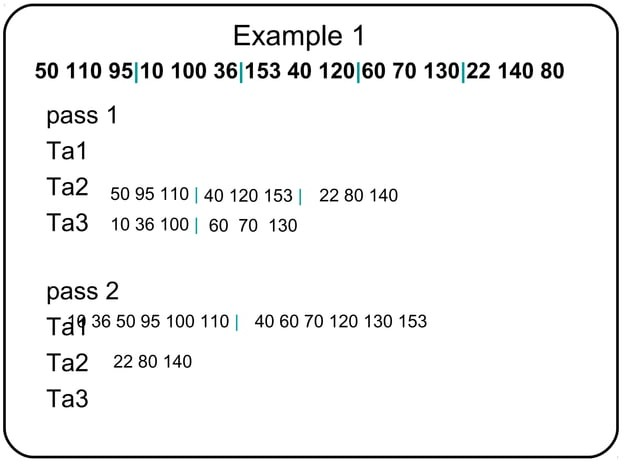 Example 1
50 110 95|10 100 36|153 40 120|60 70 130|22 140 80
pass 1
Ta1
Ta2 50 95 110 | 40 120 153 | 22 80 140
Ta3 10 36 100 | 60 70 130
pass 2
Ta1 10 36 50 95 100 110 | 40 60 70 120 130 153
Ta2 22 80 140
Ta3